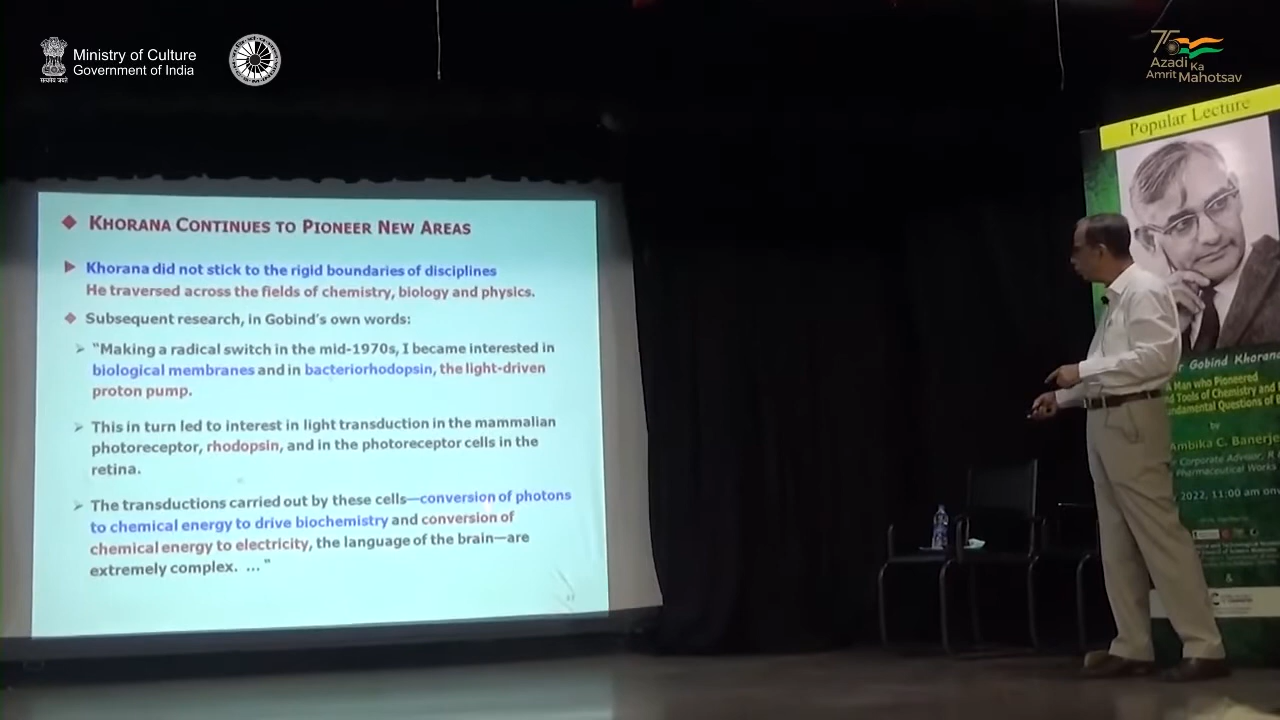 Ministry of Culture
Government of India
सत्यमेव जयते
75
Azadi Ka
Amrit Mahotsav
❖ KHORANA CONTINUES TO PIONEER NEW AREAS
Khorana did not stick to the rigid boundaries of disciplines
He traversed across the fields of chemistry, biology and physics.
Subsequent research, in Gobind's own words:
"Making a radical switch in the mid-1970s, I became interested in
biological membranes and in bacteriorhodopsin, the light-driven
proton pump.
This in turn led to interest in light transduction in the mammalian
photoreceptor, rhodopsin, and in the photoreceptor cells in the
retina.
The transductions carried out by these cells—conversion of photons
to chemical energy to drive biochemistry and conversion of
chemical energy to electricity, the language of the brain—are
extremely complex. ..."
Popular Lecture
Gobind Khorana
A Man who Pioneered
Tools of Chemistry and
by
Ambika C. Banerje
Corporate Advisor, R
Pharmaceutical Works
2022, 11:00 am
&